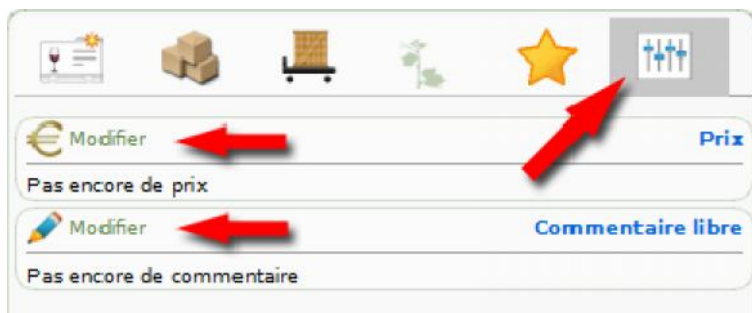 Modifier
Prix
Pas encore de prix
Modifier
Commentaire libre
Pas encore de commentaire